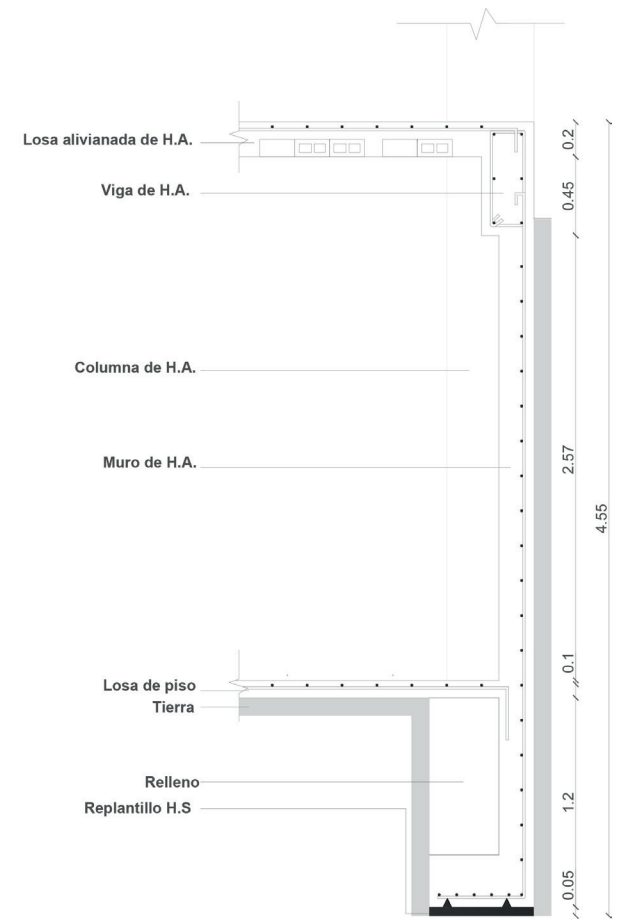 Losa alivianada de H.A.
Viga de H.A.
Columna de H.A.
Muro de H.A.
Losa de piso
Tierra
Relleno
Replantillo H.S
0.2
0.45
2.57
4.55
0.1
1.2
0.05